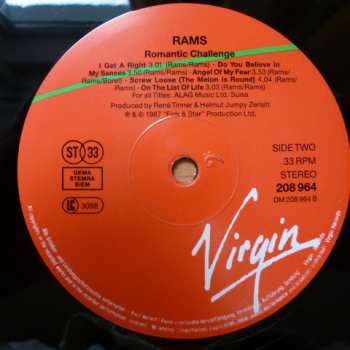 RAMS
Romantic Challenge
I Got A Right 3.01 (Rams/Rams) · Do You Believe In
My Senses 3.50 (Rams/Rams) · Angel Of My Fear 3.53 (Rams/
Rams/Borel) · Screw Loose (The Melon Is Round) 4.04 (Rams/
Rams) · On The List Of Life 3.03 (Rams/Rams)
For all Titles: ALAG Music Ltd, Suisa
Produced by René Tinner & Helmut Jumpy Zerlett
℗ & © 1987 "Fish & Star" Production Ltd.
ST 33
GEMA
STEMRA
BIEM
LC 3098
SIDE TWO
33 RPM
STEREO
208 964
DM 208 964 B
Virgin